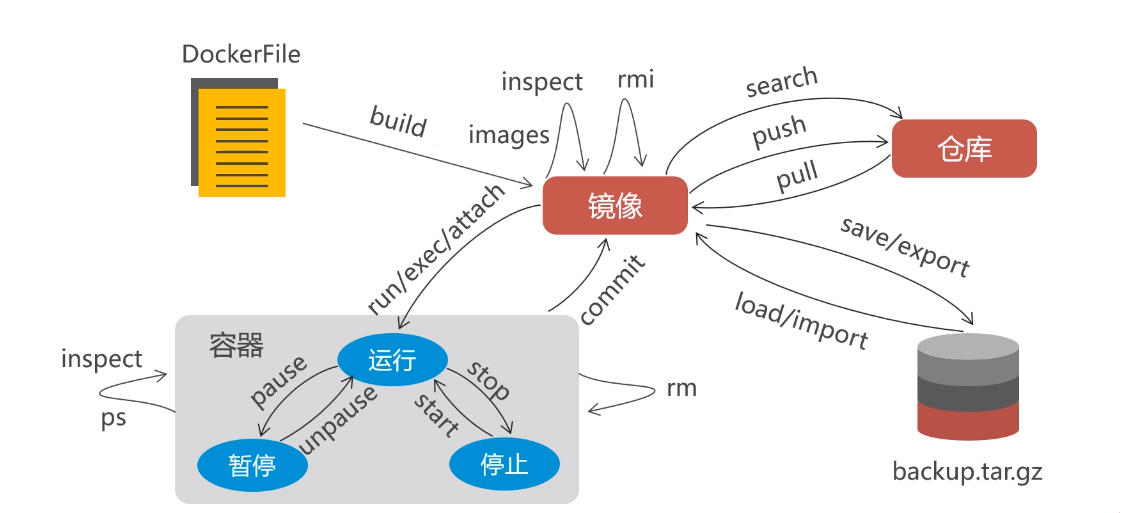 DockerFile
build
inspect
images
rmi
search
push
pull
仓库
镜像
run/exec/attach
commit
save/export
load/import
容器
运行
pause
unpause
stop
start
暂停
停止
inspect
ps
rm
backup.tar.gz